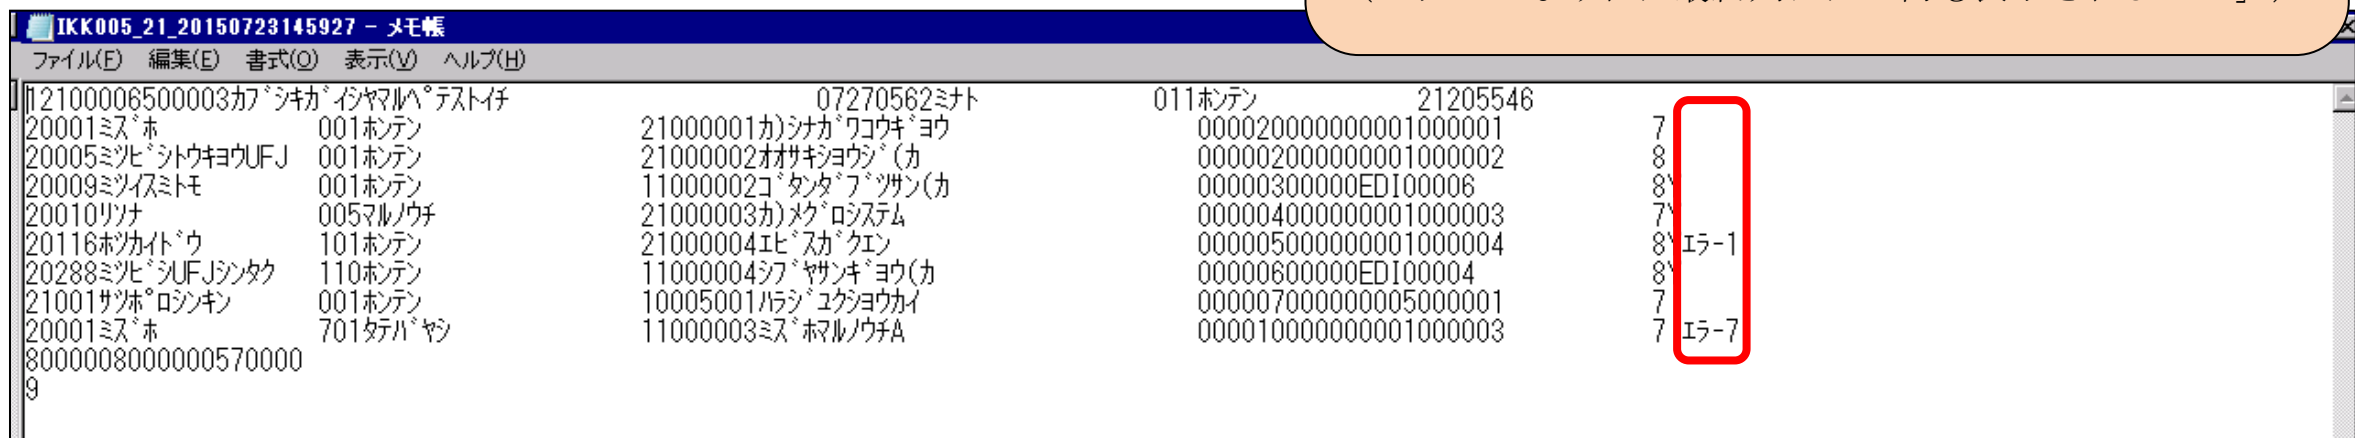 IKK005_21_20150723145927 - メモ帳
ファイル(F) 編集(E) 書式(O) 表示(V) ヘルプ(H)
12100006500003カブシキガイシヤマルペテストイチ 07270562ミナト 011ホンテン 21205546
20001ミズホ 001ホンテン 21000001カ)シナガワコウギヨウ 0000200000000001000001 7
20005ミツビシトウキヨウUFJ 001ホンテン 21000002オオサキシヨウジ(カ 0000020000000001000002 8
20009ミツイスミトモ 001ホンテン 11000002ゴタンダブツサン(カ 00000300000EDI00006 8Y
20010リソナ 005マルノウチ 21000003カ)メグロシステム 0000040000000001000003 7Y
20116ホツカイドウ 101ホンテン 21000004エビスガクエン 0000050000000001000004 8Y エラー1
20288ミツビシUFJシンタク 110ホンテン 11000004シブヤサンギヨウ(カ 00000600000EDI00004 8Y
21001サツポロシンキン 001ホンテン 10005001ハラジユクシヨウカイ 0000070000000005000001 7
20001ミズホ 701タテバヤシ 11000003ミズホマルノウチA 0000100000000001000003 7 エラー7
8000008000000570000
9